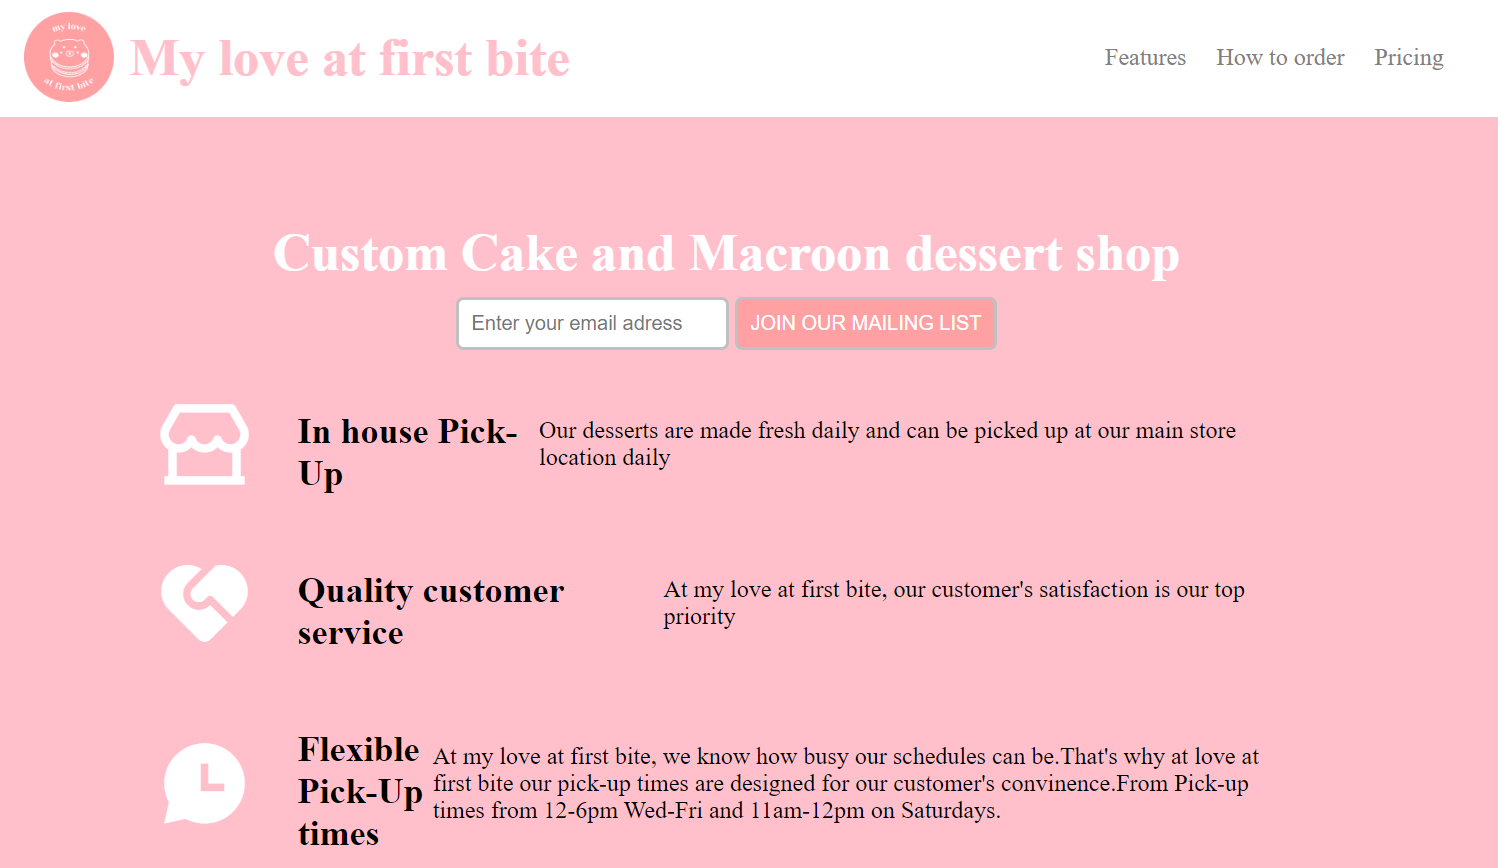 my love
at first bite
My love at first bite
Features How to order Pricing
Custom Cake and Macroon dessert shop
Enter your email adress JOIN OUR MAILING LIST
In house Pick-
Up
Our desserts are made fresh daily and can be picked up at our main store
location daily
Quality customer
service
At my love at first bite, our customer's satisfaction is our top
priority
Flexible
Pick-Up
times
At my love at first bite, we know how busy our schedules can be.That's why at love at
first bite our pick-up times are designed for our customer's convinence.From Pick-up
times from 12-6pm Wed-Fri and 11am-12pm on Saturdays.